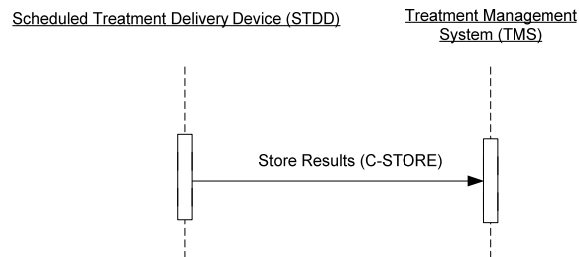 Scheduled Treatment Delivery Device (STDD)
Treatment Management
System (TMS)
Store Results (C-STORE)